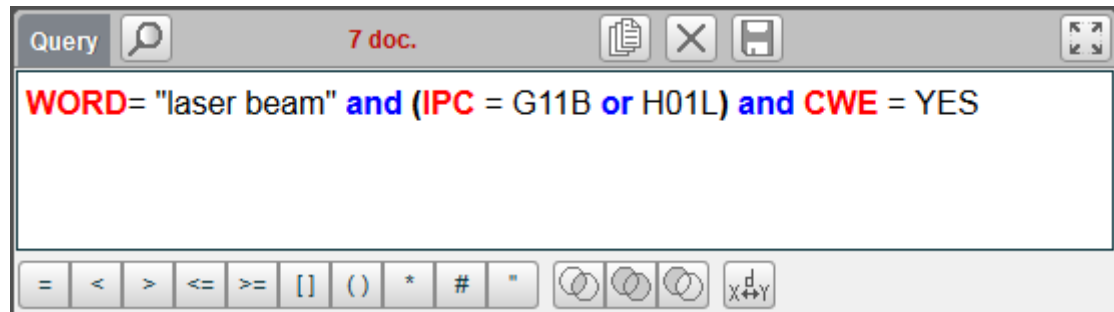 Query 7 doc.
WORD= "laser beam" and (IPC = G11B or H01L) and CWE = YES
= < > <= >= [] () * # " X d Y